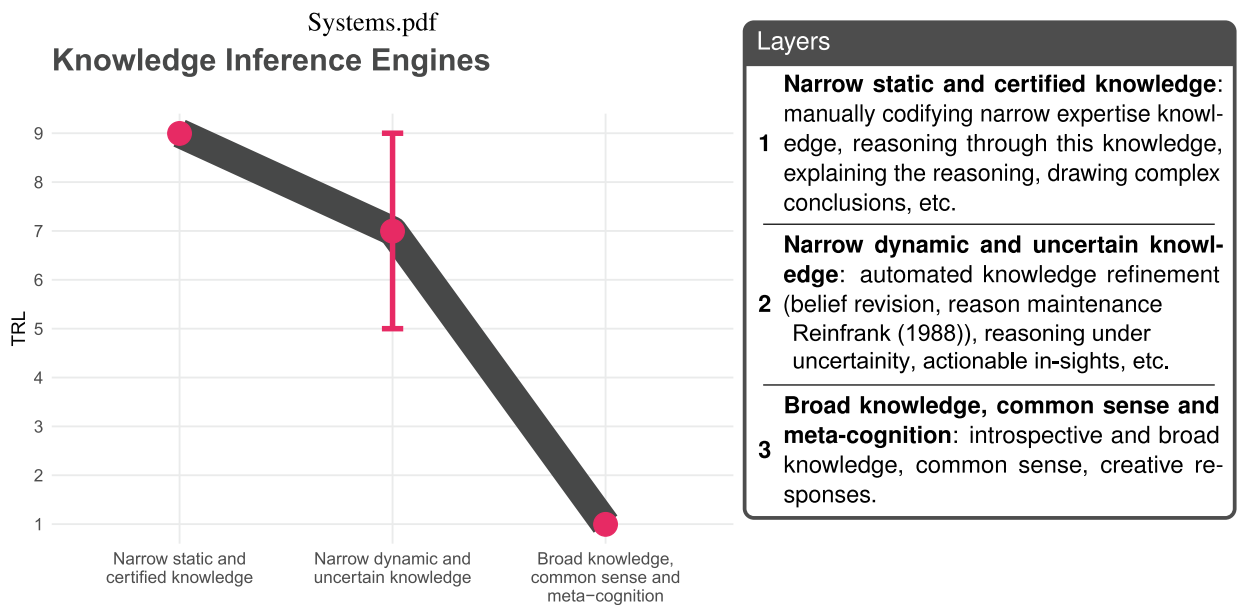 Systems.pdf
Knowledge Inference Engines
9
8
7
6
5
4
3
2
1
TRL
Narrow static and
certified knowledge
Narrow dynamic and
uncertain knowledge
Broad knowledge,
common sense and
meta−cognition
Layers
Narrow static and certified knowledge:
manually codifying narrow expertise knowl-
1 edge, reasoning through this knowledge,
explaining the reasoning, drawing complex
conclusions, etc.
Narrow dynamic and uncertain knowl-
edge: automated knowledge refinement
2 (belief revision, reason maintenance
Reinfrank (1988)), reasoning under
uncertainity, actionable in-sights, etc.
Broad knowledge, common sense and
meta-cognition: introspective and broad
3 knowledge, common sense, creative re-
sponses.